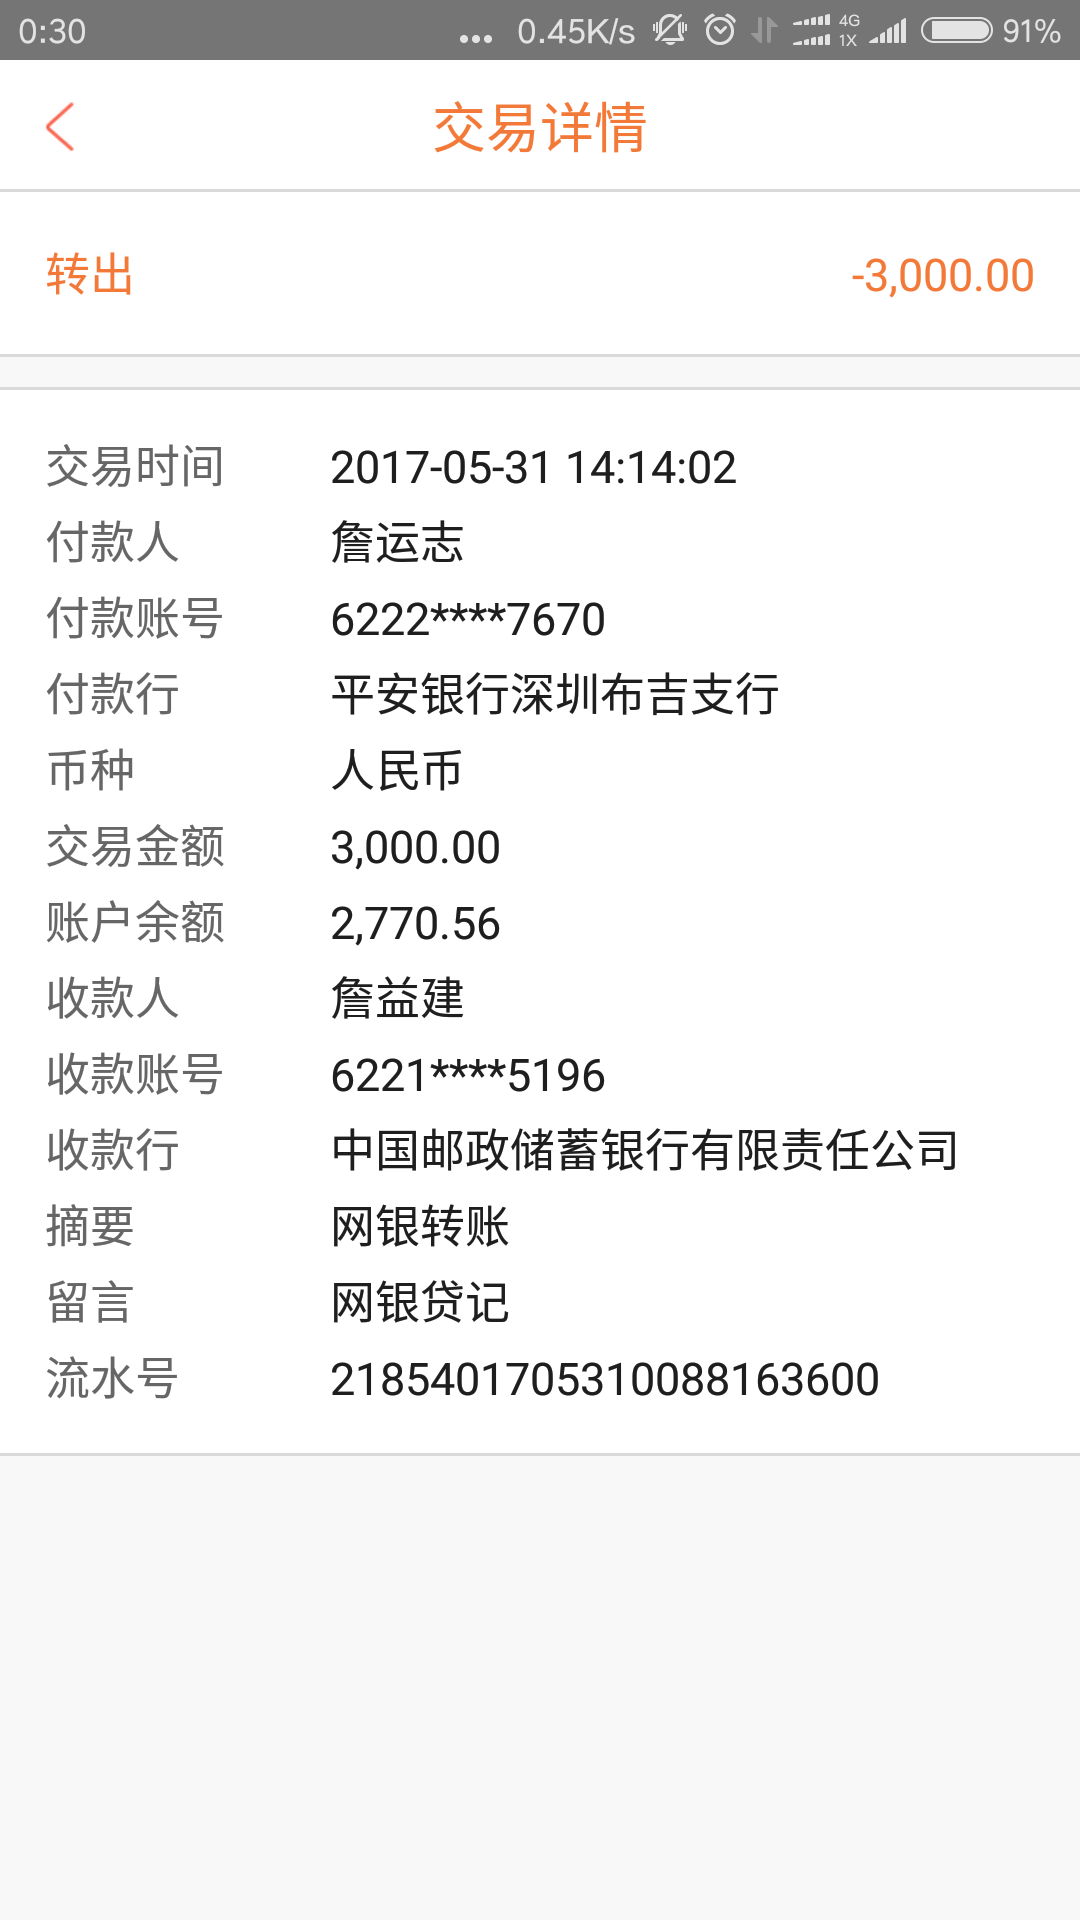 0:30 ... 0.45K/s 4G 1X 91%
交易详情
转出 -3,000.00
交易时间 2017-05-31 14:14:02
付款人 詹运志
付款账号 6222****7670
付款行 平安银行深圳布吉支行
币种 人民币
交易金额 3,000.00
账户余额 2,770.56
收款人 詹益建
收款账号 6221****5196
收款行 中国邮政储蓄银行有限责任公司
摘要 网银转账
留言 网银贷记
流水号 2185401705310088163600